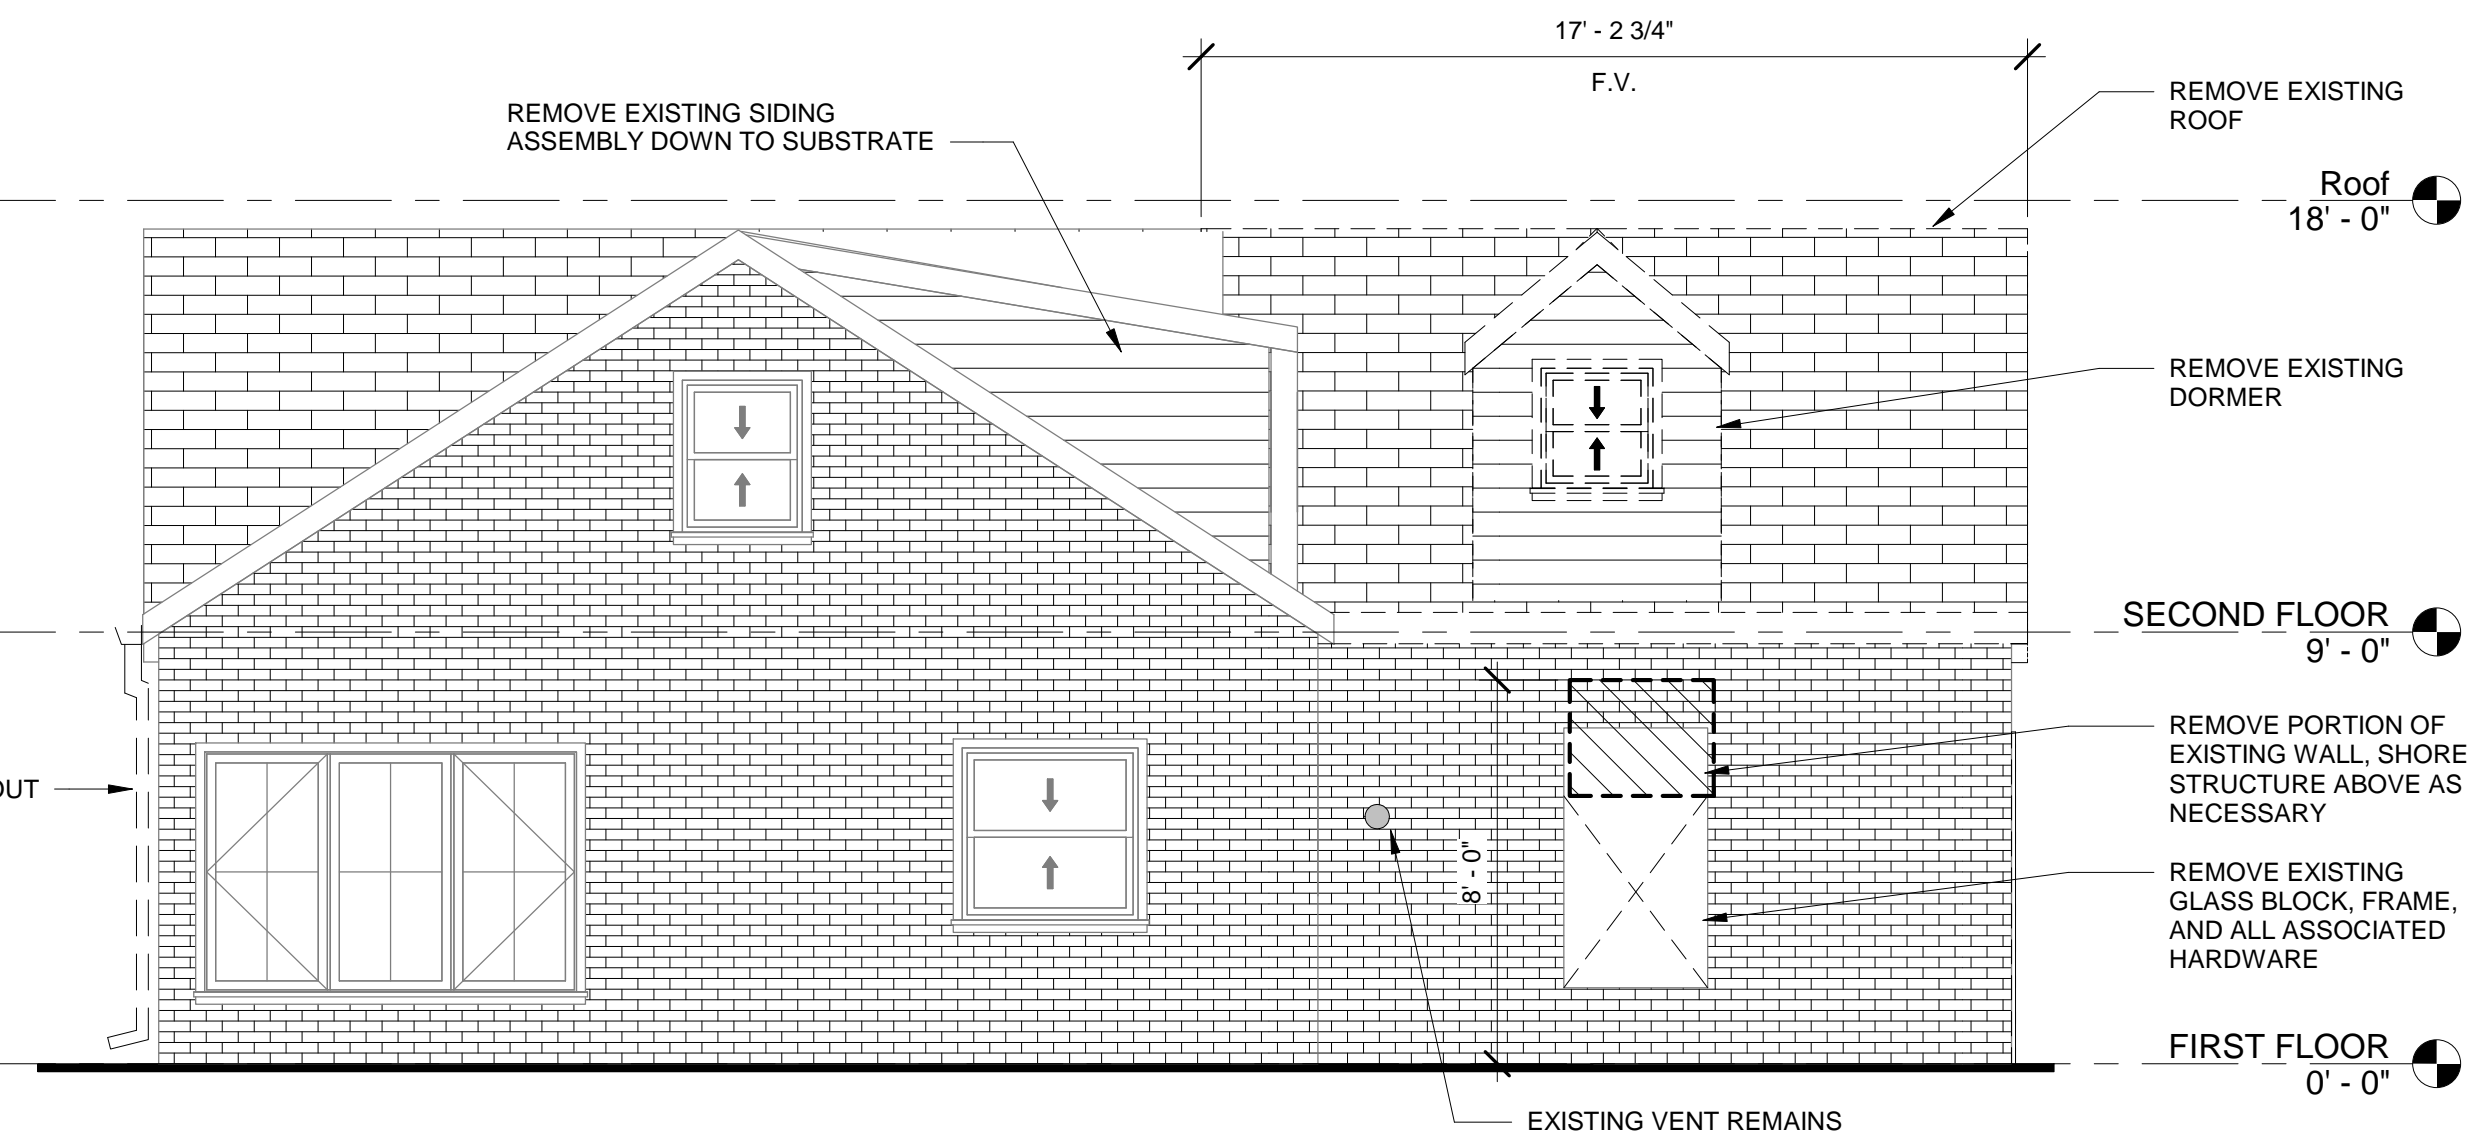 17' - 2 3/4"
F.V.
REMOVE EXISTING SIDING
ASSEMBLY DOWN TO SUBSTRATE
REMOVE EXISTING
ROOF
Roof
18' - 0"
REMOVE EXISTING
DORMER
SECOND FLOOR
9' - 0"
REMOVE PORTION OF
EXISTING WALL, SHORE
STRUCTURE ABOVE AS
NECESSARY
OUT
8' - 0"
REMOVE EXISTING
GLASS BLOCK, FRAME,
AND ALL ASSOCIATED
HARDWARE
FIRST FLOOR
0' - 0"
EXISTING VENT REMAINS